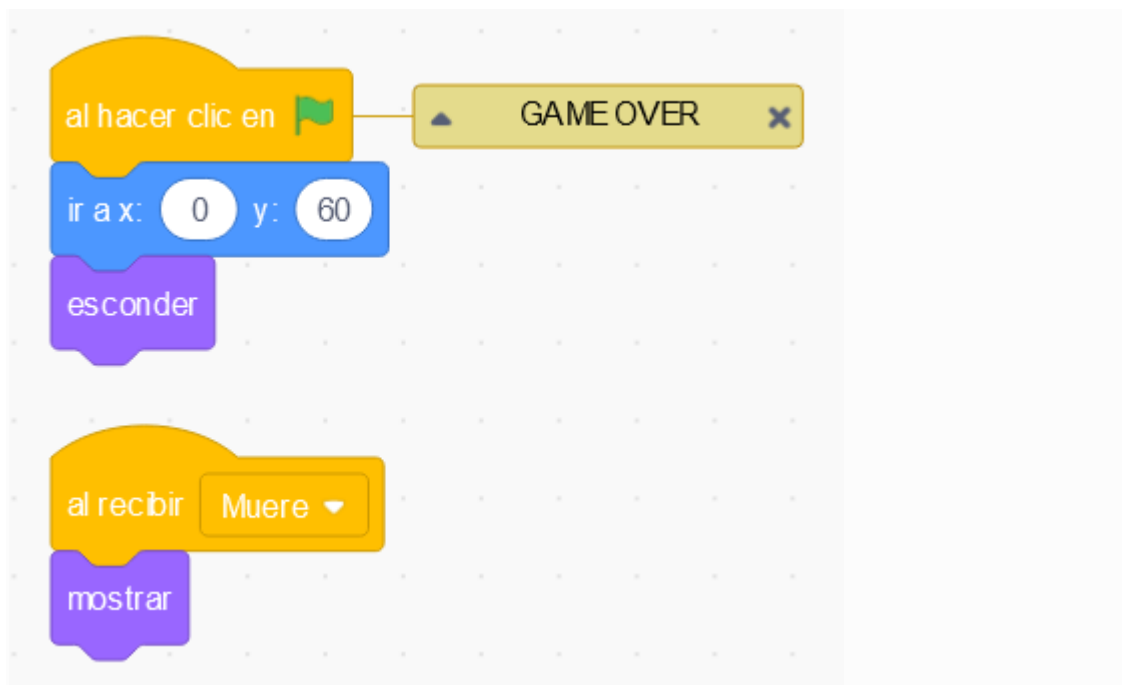 al hacer clic en
GAME OVER
ir a x: 0 y: 60
esconder
al recibir Muere
mostrar